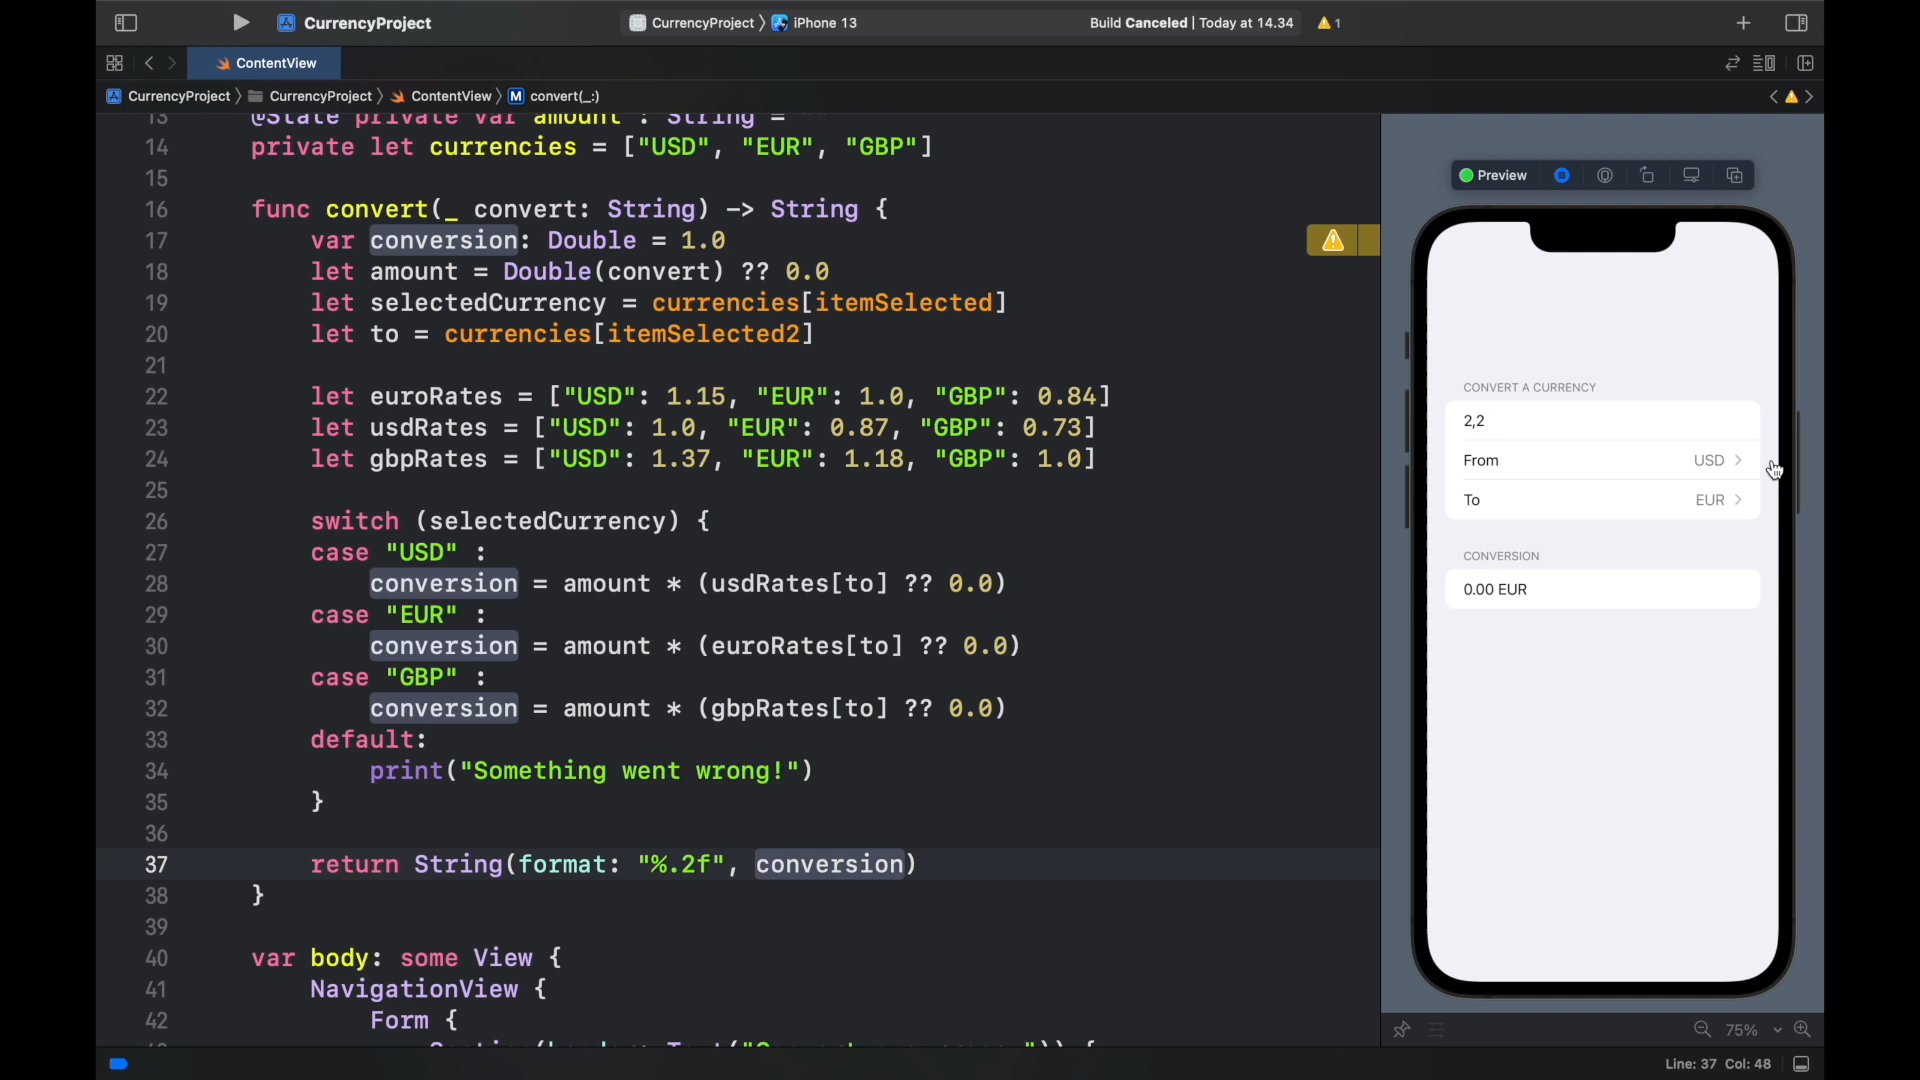 CurrencyProject
CurrencyProject 〉 iPhone 13
Build Canceled | Today at 14.34
1
ContentView
CurrencyProject 〉 CurrencyProject 〉 ContentView 〉 M convert(_:)
13 @State private var amount : String = ""
14 private let currencies = ["USD", "EUR", "GBP"]
15
16 func convert(_ convert: String) -> String {
17 var conversion: Double = 1.0
18 let amount = Double(convert) ?? 0.0
19 let selectedCurrency = currencies[itemSelected]
20 let to = currencies[itemSelected2]
21
22 let euroRates = ["USD": 1.15, "EUR": 1.0, "GBP": 0.84]
23 let usdRates = ["USD": 1.0, "EUR": 0.87, "GBP": 0.73]
24 let gbpRates = ["USD": 1.37, "EUR": 1.18, "GBP": 1.0]
25
26 switch (selectedCurrency) {
27 case "USD" :
28 conversion = amount * (usdRates[to] ?? 0.0)
29 case "EUR" :
30 conversion = amount * (euroRates[to] ?? 0.0)
31 case "GBP" :
32 conversion = amount * (gbpRates[to] ?? 0.0)
33 default:
34 print("Something went wrong!")
35 }
36
37 return String(format: "%.2f", conversion)
38 }
39
40 var body: some View {
41 NavigationView {
42 Form {
Preview
CONVERT A CURRENCY
2,2
From USD
To EUR
CONVERSION
0.00 EUR
75%
Line: 37 Col: 48